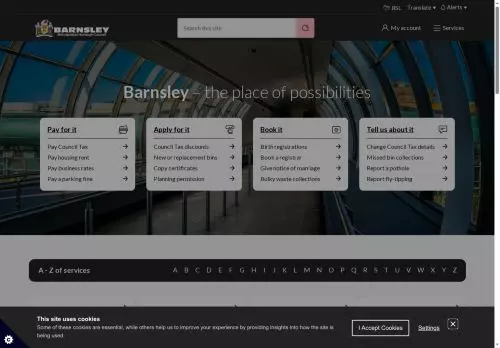 BSL Translate Alerts
BARNSLEY
Metropolitan Borough Council
Search this site
My account Services
Barnsley – the place of possibilities
Pay for it
Pay Council Tax
Pay housing rent
Pay business rates
Pay a parking fine
Apply for it
Council Tax discounts
New or replacement bins
Copy certificates
Planning permission
Book it
Birth registrations
Book a registrar
Give notice of marriage
Bulky waste collections
Tell us about it
Change Council Tax details
Missed bin collections
Report a pothole
Report fly-tipping
A - Z of services A B C D E F G H I J K L M N O P Q R S T U V W X Y Z
This site uses cookies
Some of these cookies are essential, while others help us to improve your experience by providing insights into how the site is
being used.
I Accept Cookies
Settings